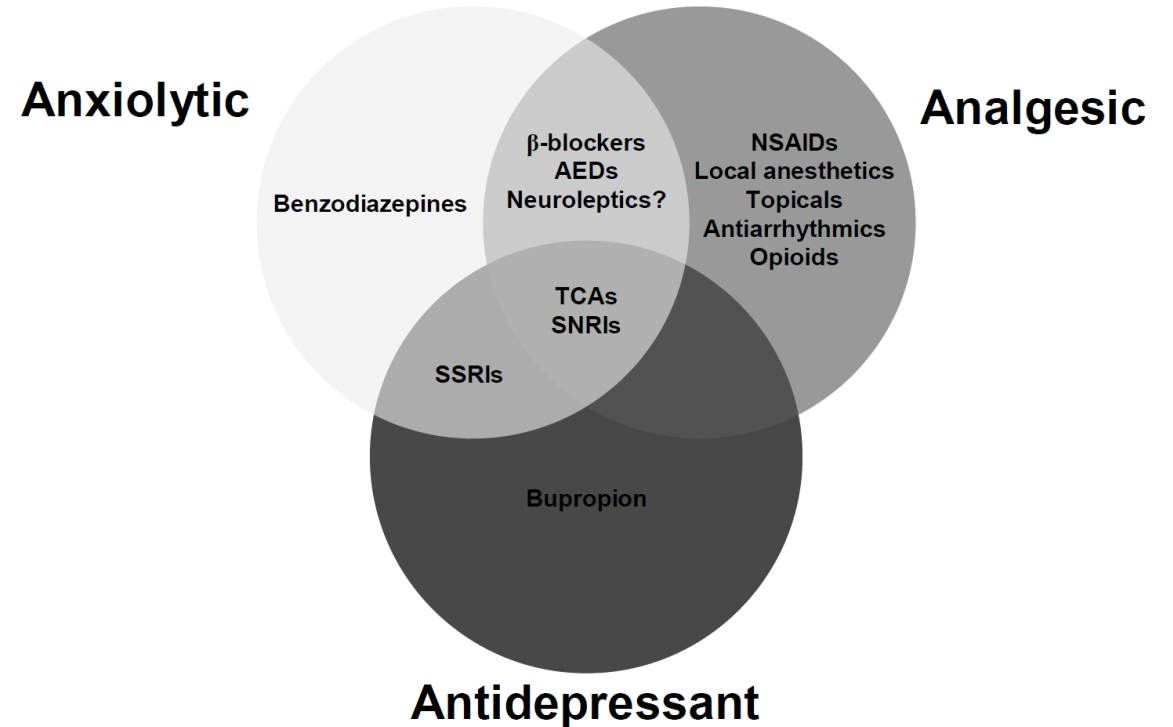 Anxiolytic
Analgesic
β-blockers
AEDs
Neuroleptics?
Benzodiazepines
NSAIDs
Local anesthetics
Topicals
Antiarrhythmics
Opioids
TCAs
SNRIs
SSRIs
Bupropion
Antidepressant